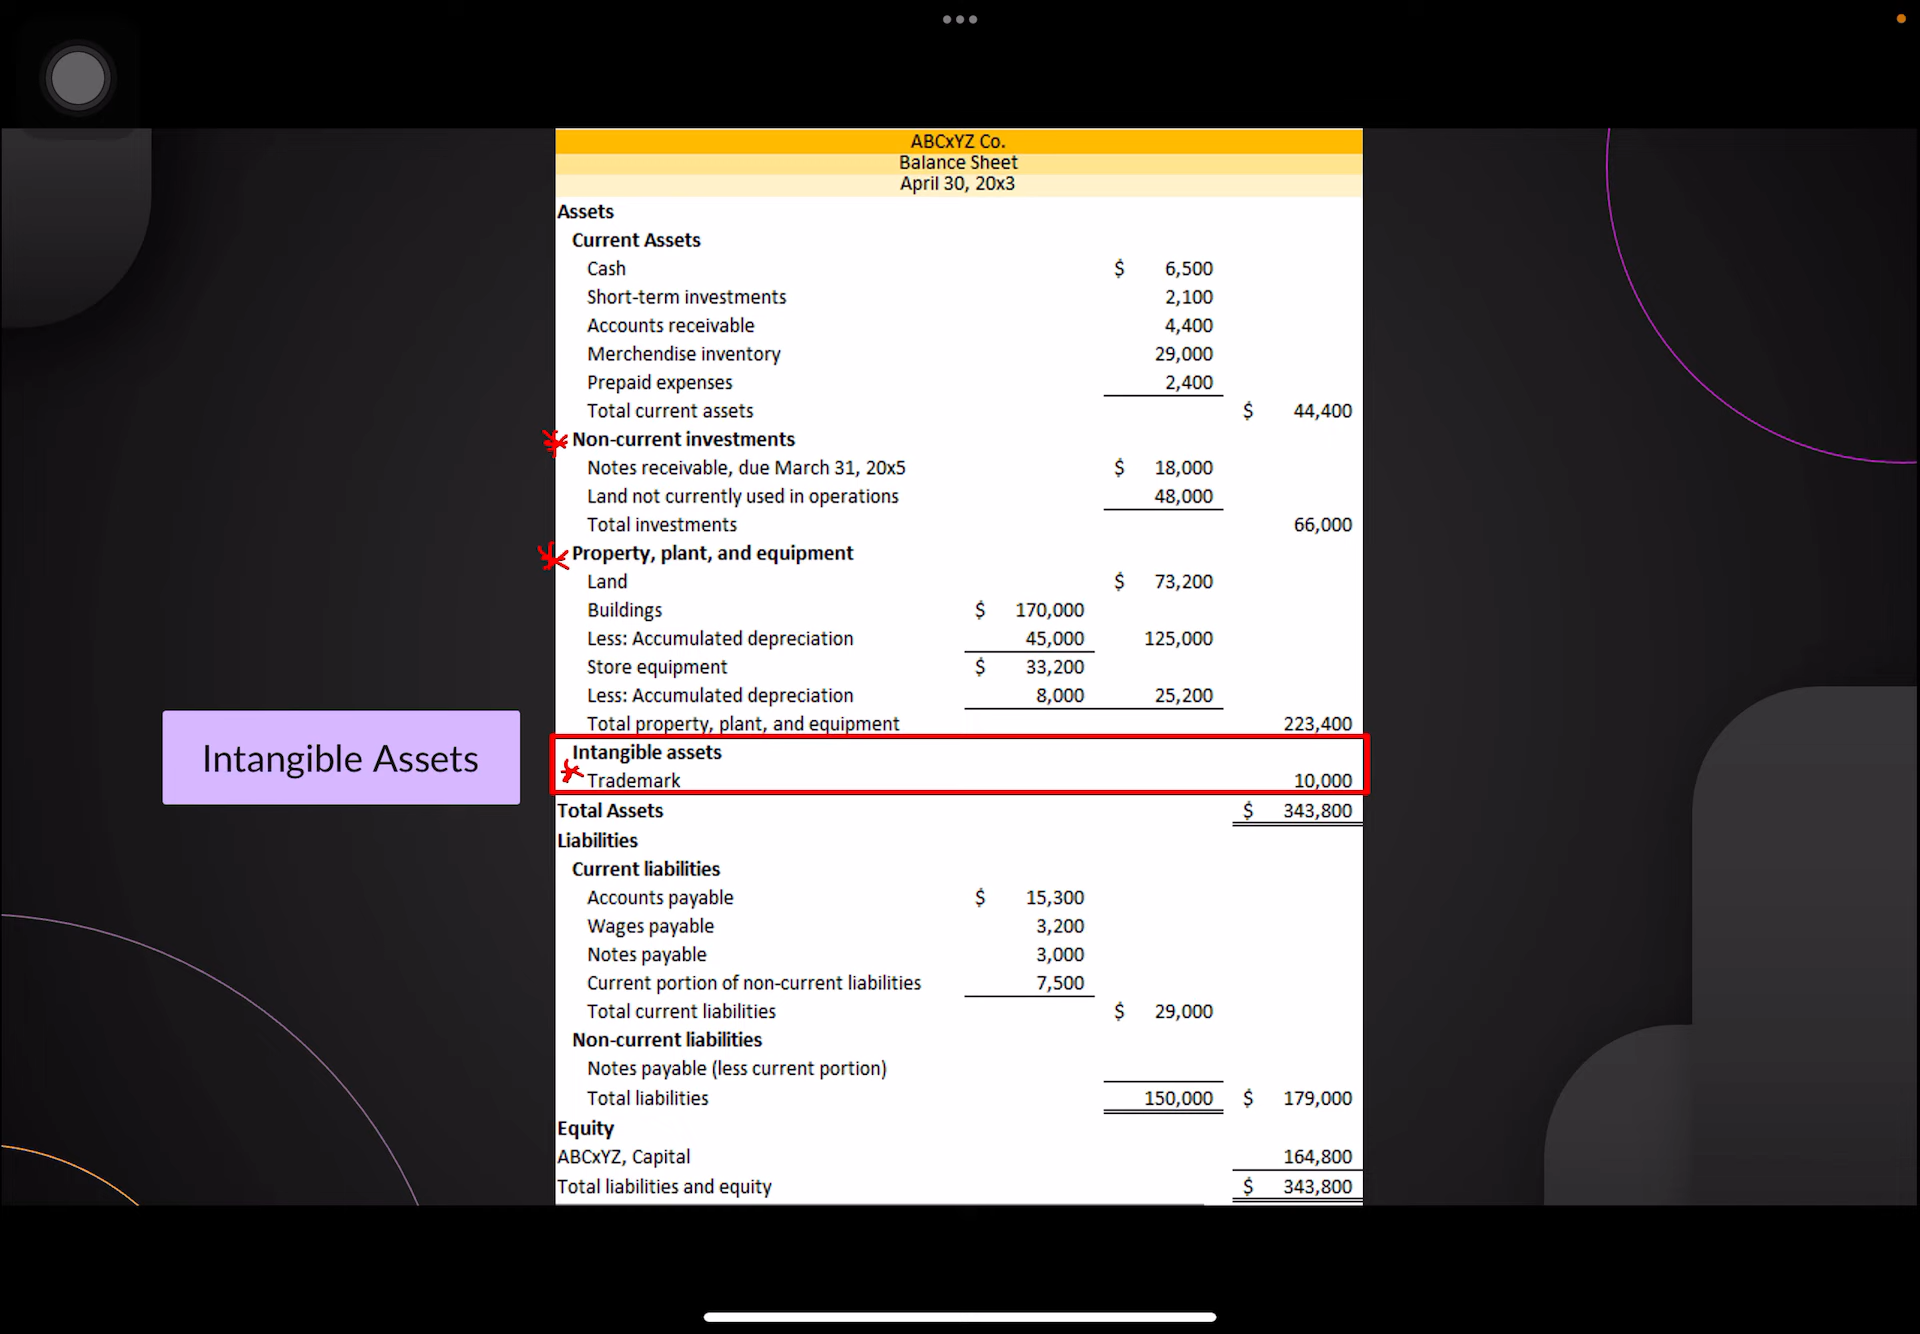 ABCxYZ Co.
Balance Sheet
April 30, 20x3
Assets
Current Assets
Cash $ 6,500
Short-term investments 2,100
Accounts receivable 4,400
Merchendise inventory 29,000
Prepaid expenses 2,400
Total current assets $ 44,400
Non-current investments
Notes receivable, due March 31, 20x5 $ 18,000
Land not currently used in operations 48,000
Total investments 66,000
Property, plant, and equipment
Land $ 73,200
Buildings $ 170,000
Less: Accumulated depreciation 45,000 125,000
Store equipment $ 33,200
Less: Accumulated depreciation 8,000 25,200
Total property, plant, and equipment 223,400
Intangible Assets
Intangible assets
Trademark 10,000
Total Assets $ 343,800
Liabilities
Current liabilities
Accounts payable $ 15,300
Wages payable 3,200
Notes payable 3,000
Current portion of non-current liabilities 7,500
Total current liabilities $ 29,000
Non-current liabilities
Notes payable (less current portion)
Total liabilities 150,000 $ 179,000
Equity
ABCxYZ, Capital 164,800
Total liabilities and equity $ 343,800